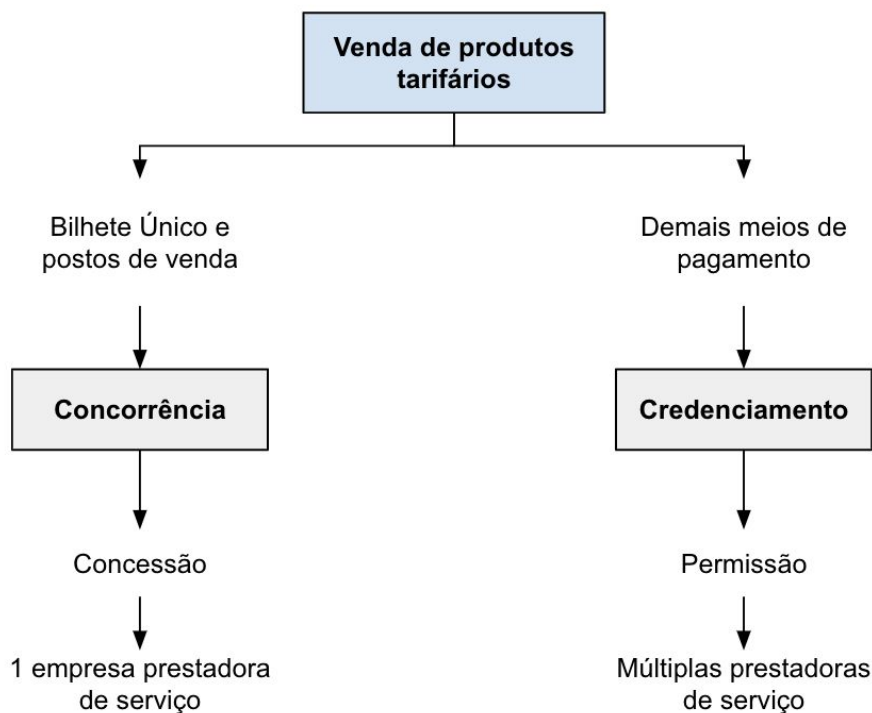 Venda de produtos
tarifários
Bilhete Único e
postos de venda
Demais meios de
pagamento
Concorrência
Credenciamento
Concessão
Permissão
1 empresa prestadora
de serviço
Múltiplas prestadoras
de serviço